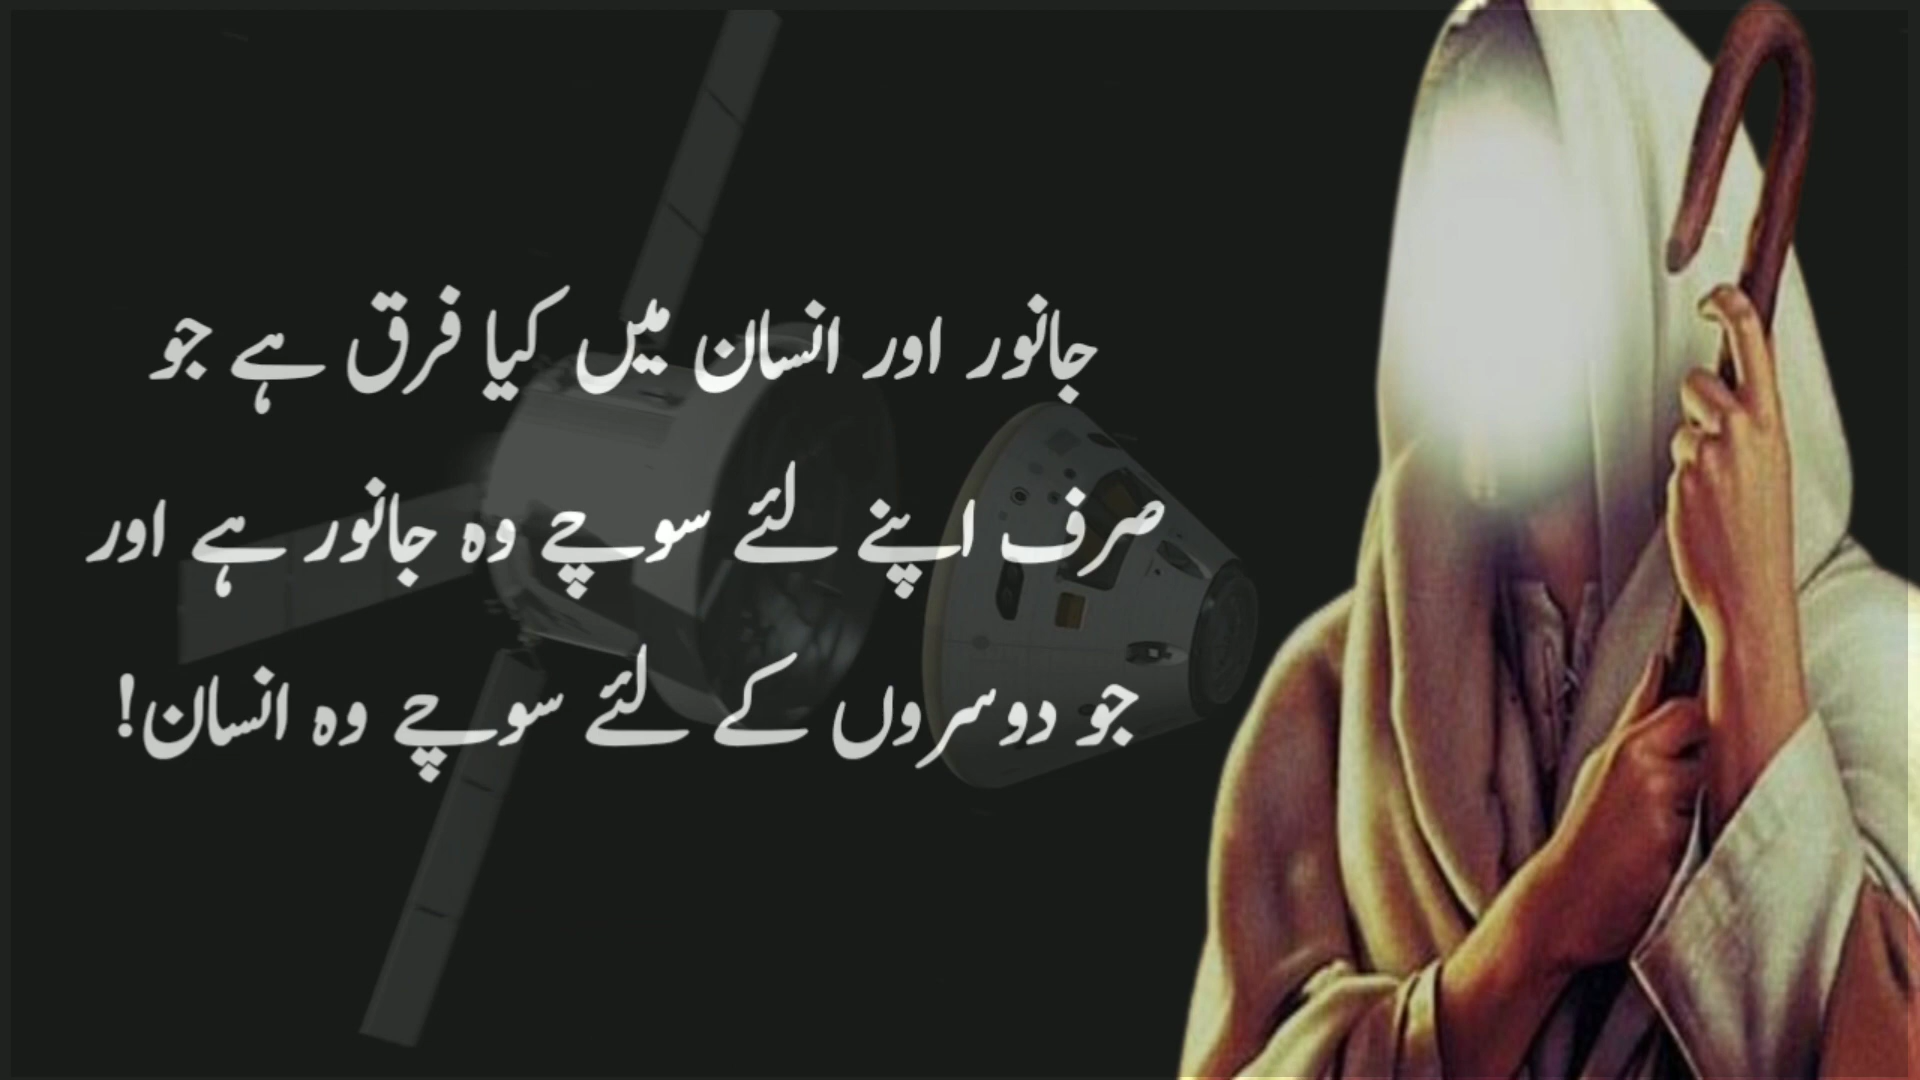 جانور اور انسان میں کیا فرق ہے جو
صرف اپنے لئے سوچے وہ جانور ہے اور
جو دوسروں کے لئے سوچے وہ انسان!